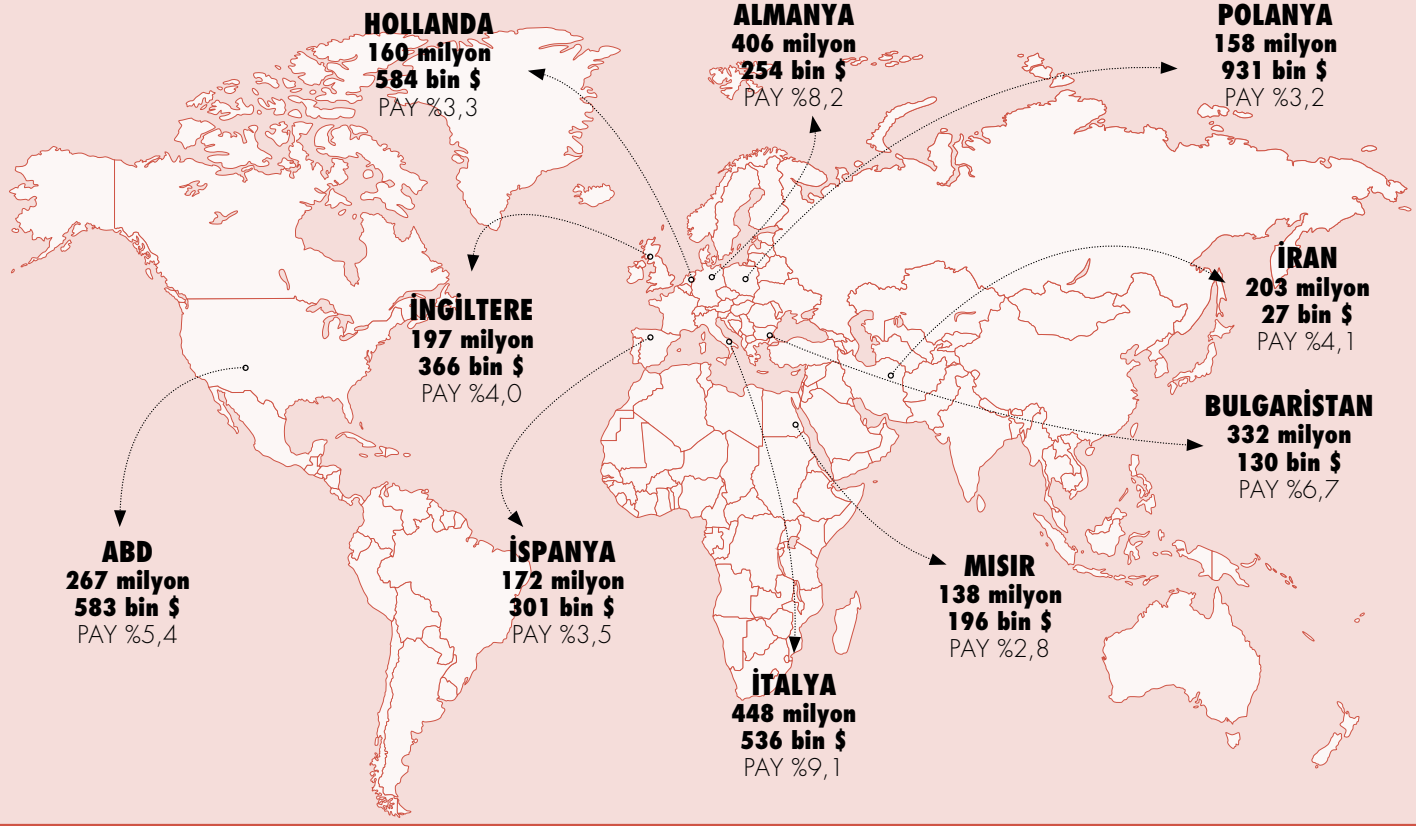 HOLLANDA
160 milyon
584 bin $
PAY %3,3
ALMANYA
406 milyon
254 bin $
PAY %8,2
POLANYA
158 milyon
931 bin $
PAY %3,2
İNGİLTERE
197 milyon
366 bin $
PAY %4,0
İRAN
203 milyon
27 bin $
PAY %4,1
BULGARİSTAN
332 milyon
130 bin $
PAY %6,7
ABD
267 milyon
583 bin $
PAY %5,4
İSPANYA
172 milyon
301 bin $
PAY %3,5
MISIR
138 milyon
196 bin $
PAY %2,8
İTALYA
448 milyon
536 bin $
PAY %9,1